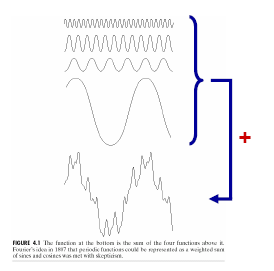 +
FIGURE 4.1 The function at the bottom is the sum of the four functions above it.
Fourier's idea in 1807 that periodic functions could be represented as a weighted sum
of sines and cosines was met with skepticism.